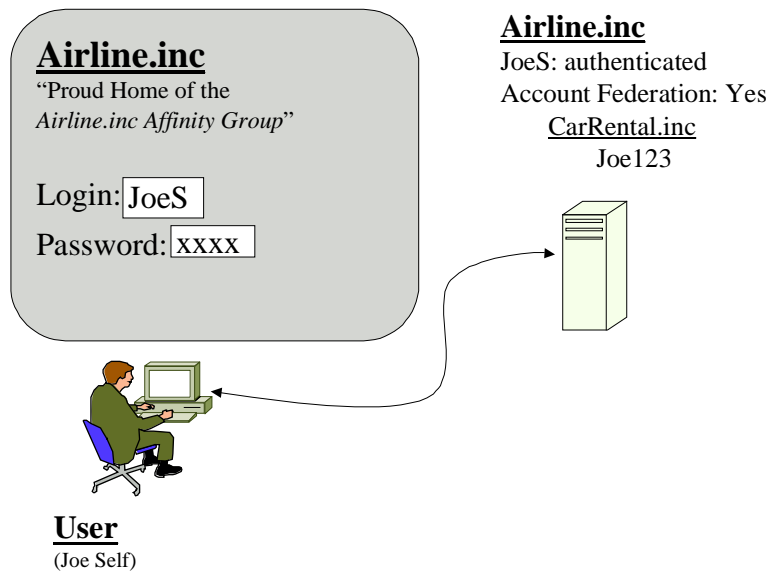 Airline.inc
“Proud Home of the
Airline.inc Affinity Group”
Login: JoeS
Password: xxxx
Airline.inc
JoeS: authenticated
Account Federation: Yes
CarRental.inc
Joe123
User
(Joe Self)